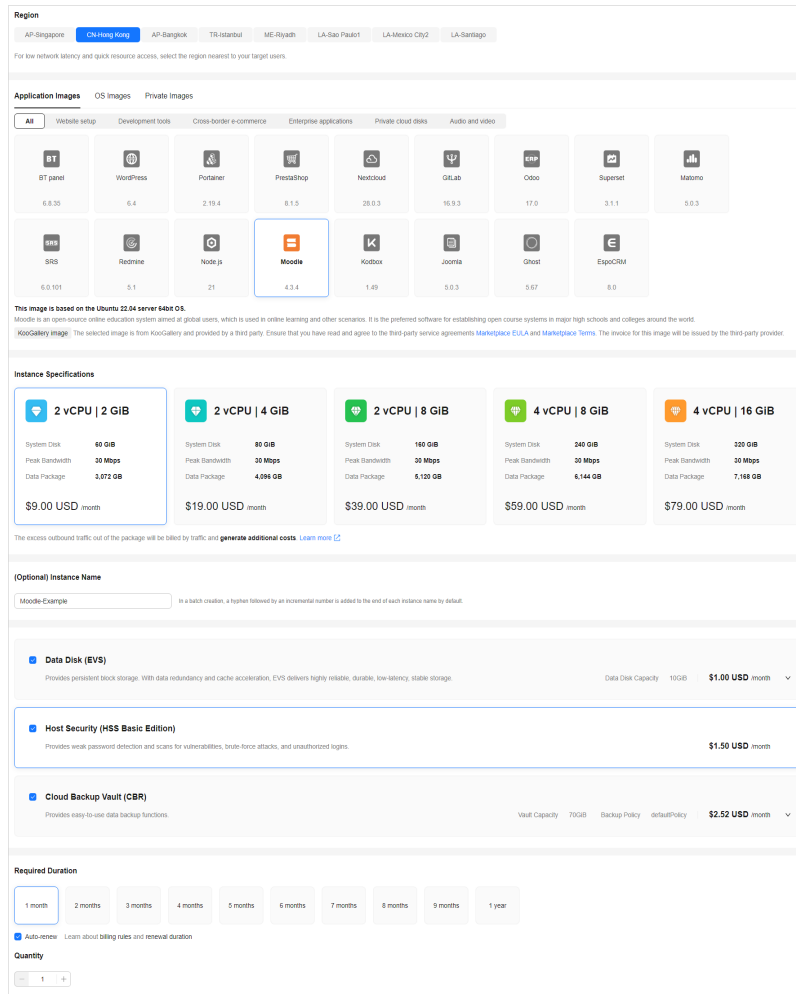 Region
AP-Singapore CN-Hong Kong AP-Bangkok TR-Istanbul ME-Riyadh LA-Sao Paulo1 LA-Mexico City2 LA-Santiago
For low network latency and quick resource access, select the region nearest to your target users.
Application Images OS Images Private Images
All Website setup Development tools Cross-border e-commerce Enterprise applications Private cloud disks Audio and video
BT ERP
BT panel WordPress Portainer PrestaShop Nextcloud GitLab Odoo Superset Matomo
6.8.35 6.4 2.19.4 8.1.5 28.0.3 16.9.3 17.0 3.1.1 5.0.3
SRS
SRS Redmine Node.js Moodle Kodbox Joomla Ghost EspoCRM
6.0.101 5.1 21 4.3.4 1.49 5.0.3 5.67 8.0
This image is based on the Ubuntu 22.04 server 64bit OS.
Moodle is an open-source online education system aimed at global users, which is used in online learning and other scenarios. It is the preferred software for establishing open course systems in major high schools and colleges around the world.
KooGallery image The selected image is from KooGallery and provided by a third party. Ensure that you have read and agree to the third-party service agreements Marketplace EULA and Marketplace Terms. The invoice for this image will be issued by the third-party provider.
Instance Specifications
2 vCPU | 2 GiB 2 vCPU | 4 GiB 2 vCPU | 8 GiB 4 vCPU | 8 GiB 4 vCPU | 16 GiB
System Disk 60 GiB System Disk 80 GiB System Disk 160 GiB System Disk 240 GiB System Disk 320 GiB
Peak Bandwidth 30 Mbps Peak Bandwidth 30 Mbps Peak Bandwidth 30 Mbps Peak Bandwidth 30 Mbps Peak Bandwidth 30 Mbps
Data Package 3,072 GB Data Package 4,096 GB Data Package 5,120 GB Data Package 6,144 GB Data Package 7,168 GB
$9.00 USD /month $19.00 USD /month $39.00 USD /month $59.00 USD /month $79.00 USD /month
The excess outbound traffic out of the package will be billed by traffic and generate additional costs. Learn more
(Optional) Instance Name
Moodle-Example In a batch creation, a hyphen followed by an incremental number is added to the end of each instance name by default.
Data Disk (EVS)
Provides persistent block storage. With data redundancy and cache acceleration, EVS delivers highly reliable, durable, low-latency, stable storage. Data Disk Capacity 10GiB $1.00 USD /month
Host Security (HSS Basic Edition)
Provides weak password detection and scans for vulnerabilities, brute-force attacks, and unauthorized logins. $1.50 USD /month
Cloud Backup Vault (CBR)
Provides easy-to-use data backup functions. Vault Capacity 70GiB Backup Policy defaultPolicy $2.52 USD /month
Required Duration
1 month 2 months 3 months 4 months 5 months 6 months 7 months 8 months 9 months 1 year
Auto-renew Learn about billing rules and renewal duration
Quantity
- 1 +